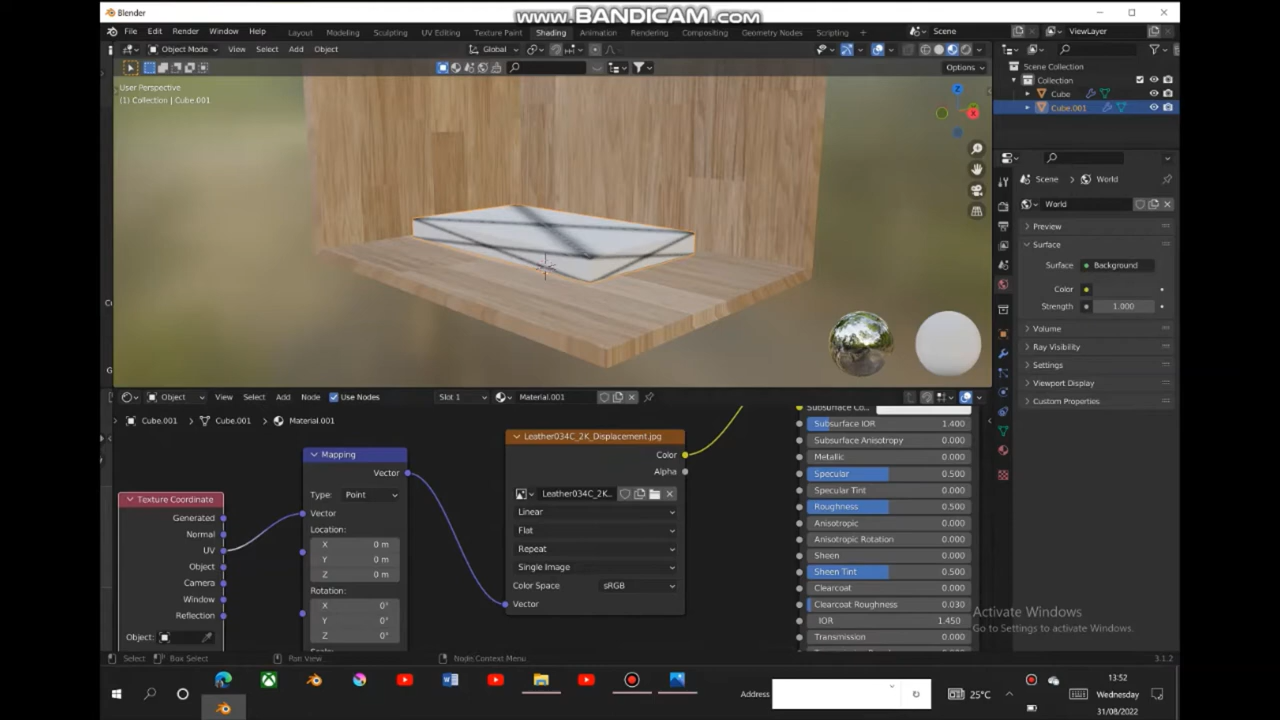 www.BANDICAM.com
Blender
File Edit Render Window Help
Layout Modeling Sculpting UV Editing Texture Paint Shading Animation Rendering Compositing Geometry Nodes Scripting +
Scene
ViewLayer
Object Mode View Select Add Object
Global
Options
User Perspective
(1) Collection | Cube.001
Z
X
Scene Collection
Collection
Cube
Cube.001
Scene > World
World
Preview
Surface
Surface Background
Color
Strength 1.000
Volume
Ray Visibility
Settings
Viewport Display
Custom Properties
Object View Select Add Node Use Nodes Slot 1 Material.001
Cube.001 > Cube.001 > Material.001
Texture Coordinate
Generated
Normal
UV
Object
Camera
Window
Reflection
Object:
Mapping
Vector
Type: Point
Vector
Location:
X 0 m
Y 0 m
Z 0 m
Rotation:
X 0°
Y 0°
Z 0°
Leather034C_2K_Displacement.jpg
Color
Alpha
Leather034C_2K...
Linear
Flat
Repeat
Single Image
Color Space sRGB
Vector
Subsurface Co...
Subsurface IOR 1.400
Subsurface Anisotropy 0.000
Metallic 0.000
Specular 0.500
Specular Tint 0.000
Roughness 0.500
Anisotropic 0.000
Anisotropic Rotation 0.000
Sheen 0.000
Sheen Tint 0.500
Clearcoat 0.000
Clearcoat Roughness 0.030
IOR 1.450
Transmission 0.000
Activate Windows
Go to Settings to activate Windows.
Select Box Select Pan View Node Context Menu 3.1.2
Address
25°C
13:52
Wednesday
31/08/2022